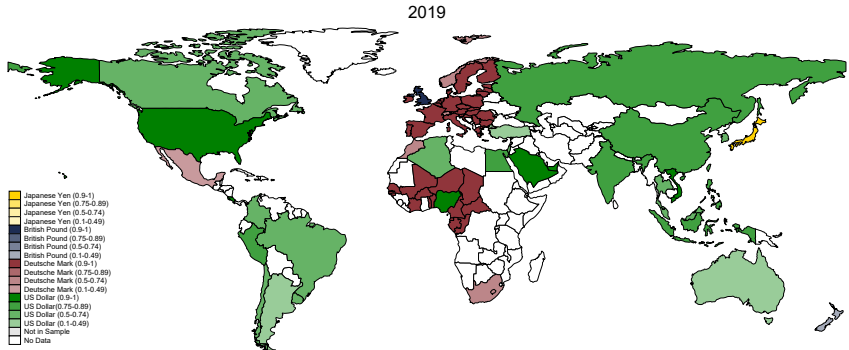 2019
Japanese Yen (0.9-1)
Japanese Yen (0.75-0.89)
Japanese Yen (0.5-0.74)
Japanese Yen (0.1-0.49)
British Pound (0.9-1)
British Pound (0.75-0.89)
British Pound (0.5-0.74)
British Pound (0.1-0.49)
Deutsche Mark (0.9-1)
Deutsche Mark (0.75-0.89)
Deutsche Mark (0.5-0.74)
Deutsche Mark (0.1-0.49)
US Dollar (0.9-1)
US Dollar(0.75-0.89)
US Dollar (0.5-0.74)
US Dollar (0.1-0.49)
Not in Sample
No Data